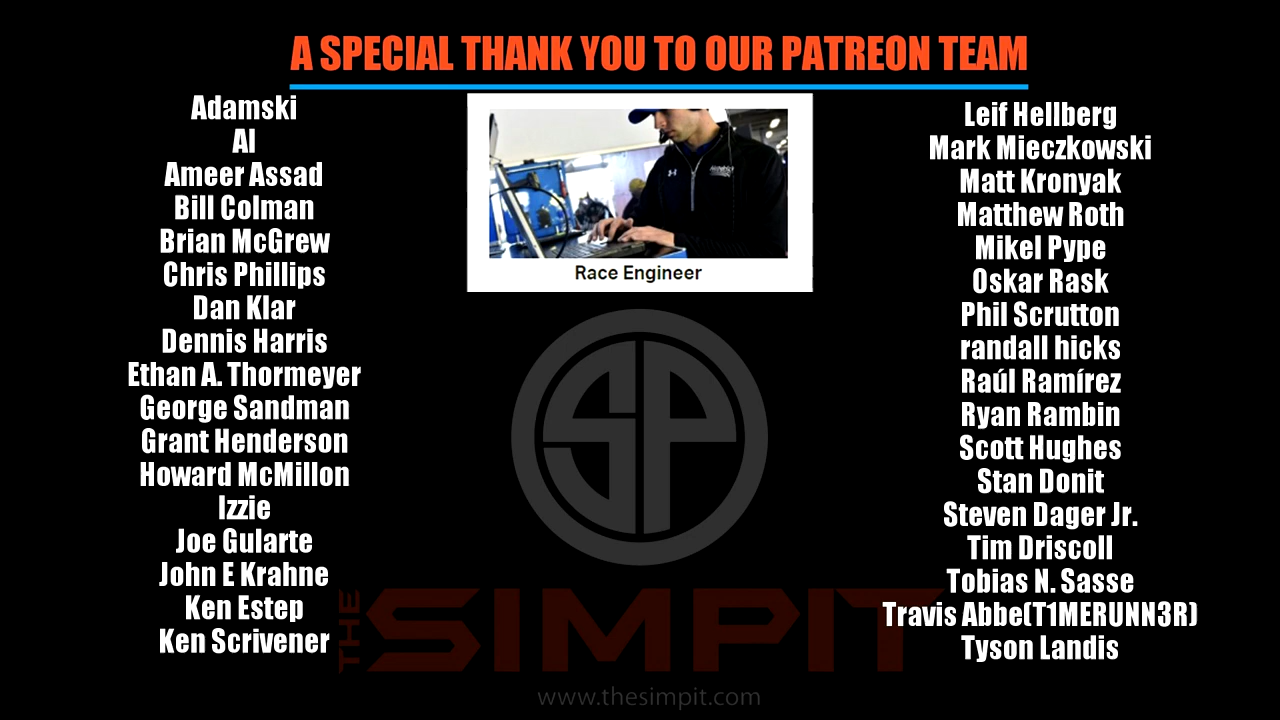 A SPECIAL THANK YOU TO OUR PATREON TEAM
Adamski
Al
Ameer Assad
Bill Colman
Brian McGrew
Chris Phillips
Dan Klar
Dennis Harris
Ethan A. Thormeyer
George Sandman
Grant Henderson
Howard McMillon
Izzie
Joe Gularte
John E Krahne
Ken Estep
Ken Scrivener
Race Engineer
SP
THE SIMPIT
www.thesimpit.com
Leif Hellberg
Mark Mieczkowski
Matt Kronyak
Matthew Roth
Mikel Pype
Oskar Rask
Phil Scrutton
randall hicks
Raúl Ramírez
Ryan Rambin
Scott Hughes
Stan Donit
Steven Dager Jr.
Tim Driscoll
Tobias N. Sasse
Travis Abbe(T1MERUNN3R)
Tyson Landis